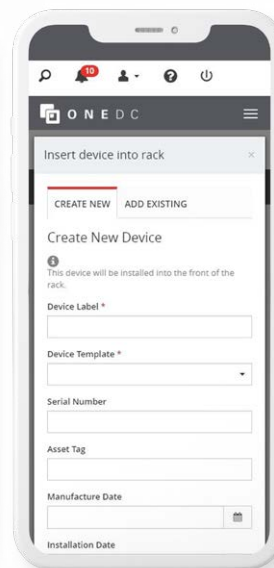 10
ONEDC
Insert device into rack
×
CREATE NEW ADD EXISTING
Create New Device
This device will be installed into the front of the
rack.
Device Label *
Device Template *
Serial Number
Asset Tag
Manufacture Date
Installation Date